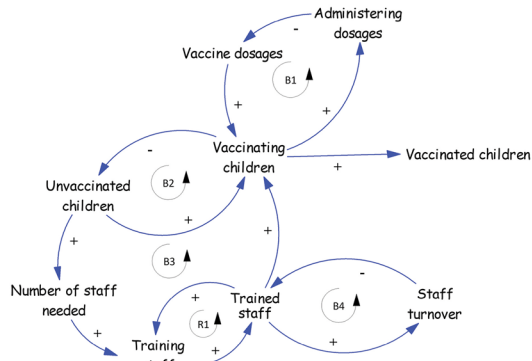 Administering
dosages
-
Vaccine dosages
B1
+
+
Vaccinating
children
Vaccinated children
+
-
Unvaccinated
children
B2
+
+
+
B3
Number of staff
needed
+
Trained
staff
-
B4
Staff
turnover
+
R1
+
+
Training